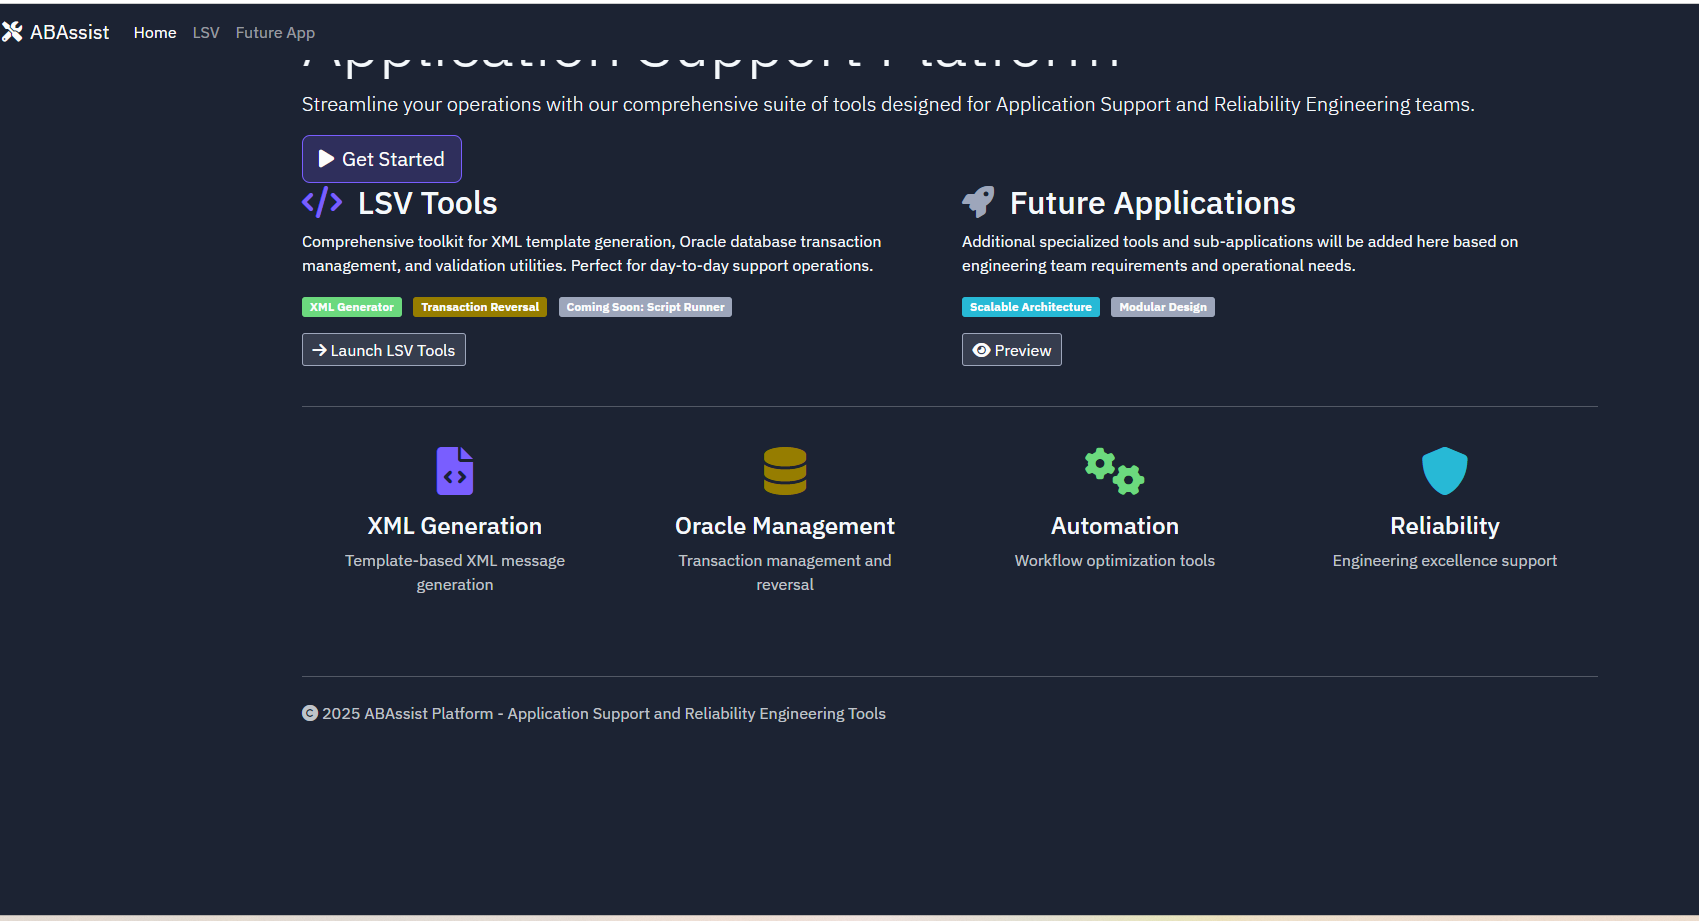 ABAssist Home LSV Future App
Application Support Platform
Streamline your operations with our comprehensive suite of tools designed for Application Support and Reliability Engineering teams.
Get Started
LSV Tools
Comprehensive toolkit for XML template generation, Oracle database transaction
management, and validation utilities. Perfect for day-to-day support operations.
XML Generator Transaction Reversal Coming Soon: Script Runner
Launch LSV Tools
Future Applications
Additional specialized tools and sub-applications will be added here based on
engineering team requirements and operational needs.
Scalable Architecture Modular Design
Preview
XML Generation
Template-based XML message
generation
Oracle Management
Transaction management and
reversal
Automation
Workflow optimization tools
Reliability
Engineering excellence support
© 2025 ABAssist Platform - Application Support and Reliability Engineering Tools